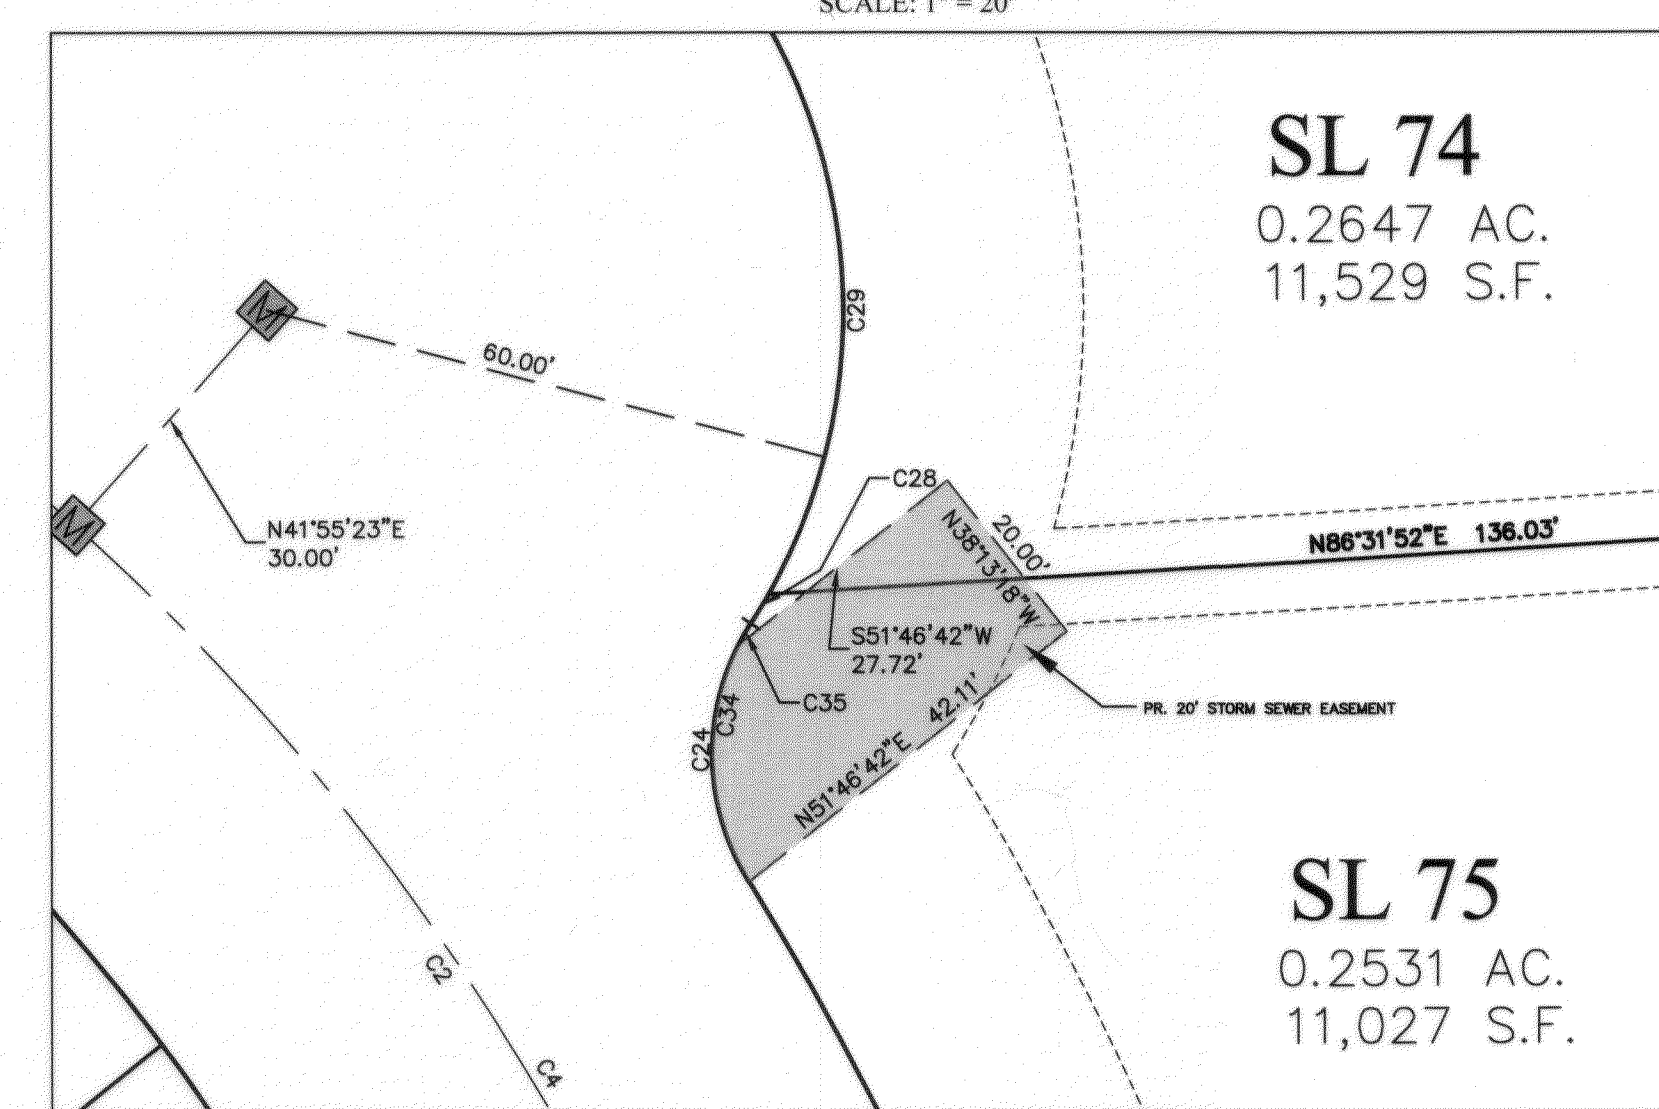 SCALE: 1" = 20'
SL 74
0.2647 AC.
11,529 S.F.
C29
M
60.00'
M
N41°55'23"E
30.00'
C28
20.00'
N38°13'18"W
N86°31'52"E 136.03'
S51°46'42"W
27.72'
C35
C34
C24
42.11'
N51°46'42"E
PR. 20' STORM SEWER EASEMENT
SL 75
0.2531 AC.
11,027 S.F.
C2
C4